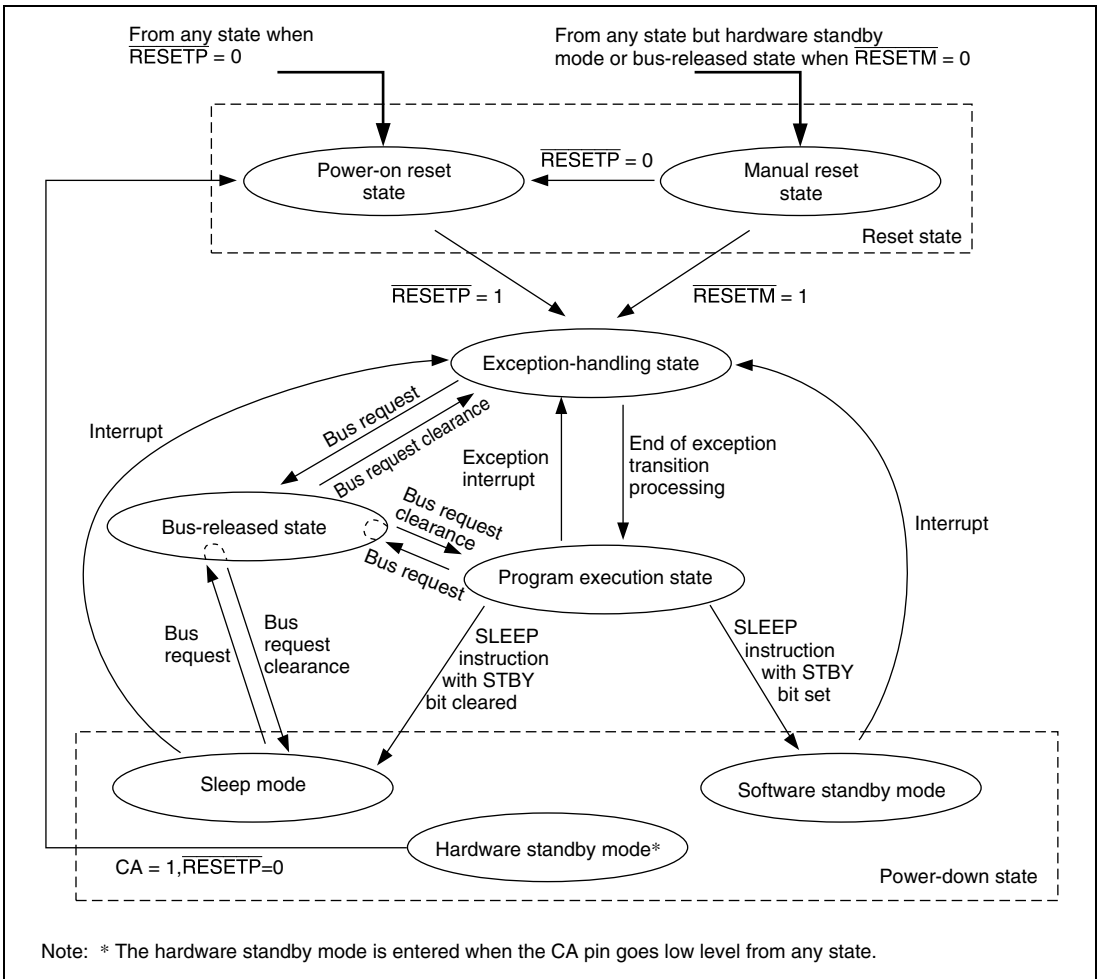 From any state when
RESETP = 0
From any state but hardware standby
mode or bus-released state when RESETM = 0
Power-on reset
state
RESETP = 0
Manual reset
state
Reset state
RESETP = 1
RESETM = 1
Exception-handling state
Interrupt
Bus request
Bus request clearance
Exception
interrupt
End of exception
transition
processing
Interrupt
Bus-released state
Bus request
clearance
Bus request
Program execution state
Bus
request
Bus
request
clearance
SLEEP
instruction
with STBY
bit cleared
SLEEP
instruction
with STBY
bit set
Sleep mode
Software standby mode
Hardware standby mode*
CA = 1,RESETP=0
Power-down state
Note: * The hardware standby mode is entered when the CA pin goes low level from any state.